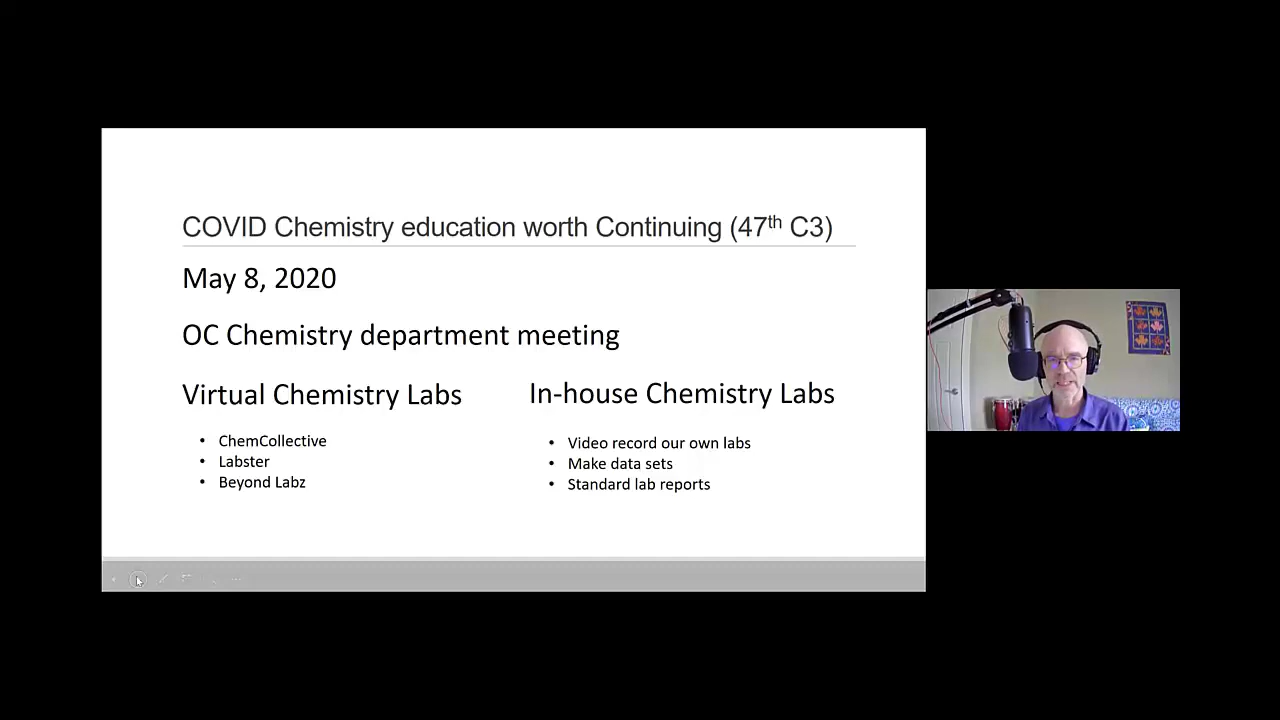 COVID Chemistry education worth Continuing (47th C3)
May 8, 2020
OC Chemistry department meeting
Virtual Chemistry Labs
• ChemCollective
• Labster
• Beyond Labz
In-house Chemistry Labs
• Video record our own labs
• Make data sets
• Standard lab reports